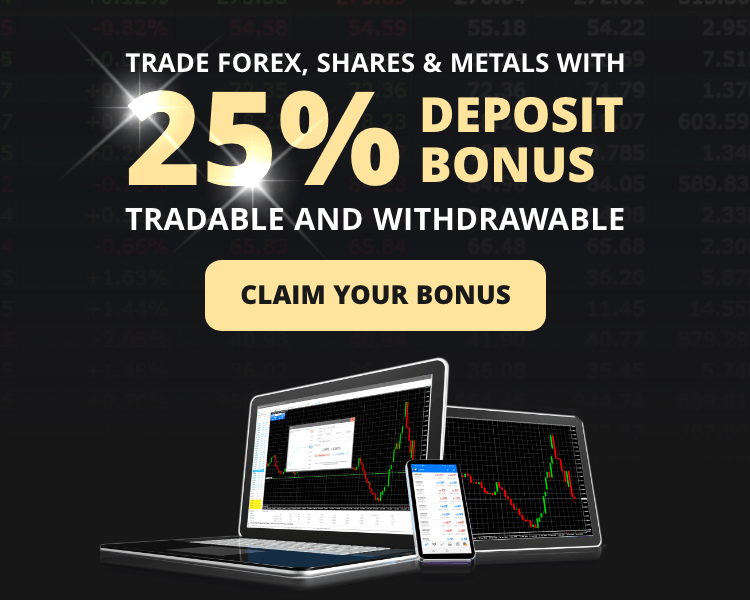 TRADE FOREX, SHARES & METALS WITH
25% DEPOSIT
BONUS
TRADABLE AND WITHDRAWABLE
CLAIM YOUR BONUS